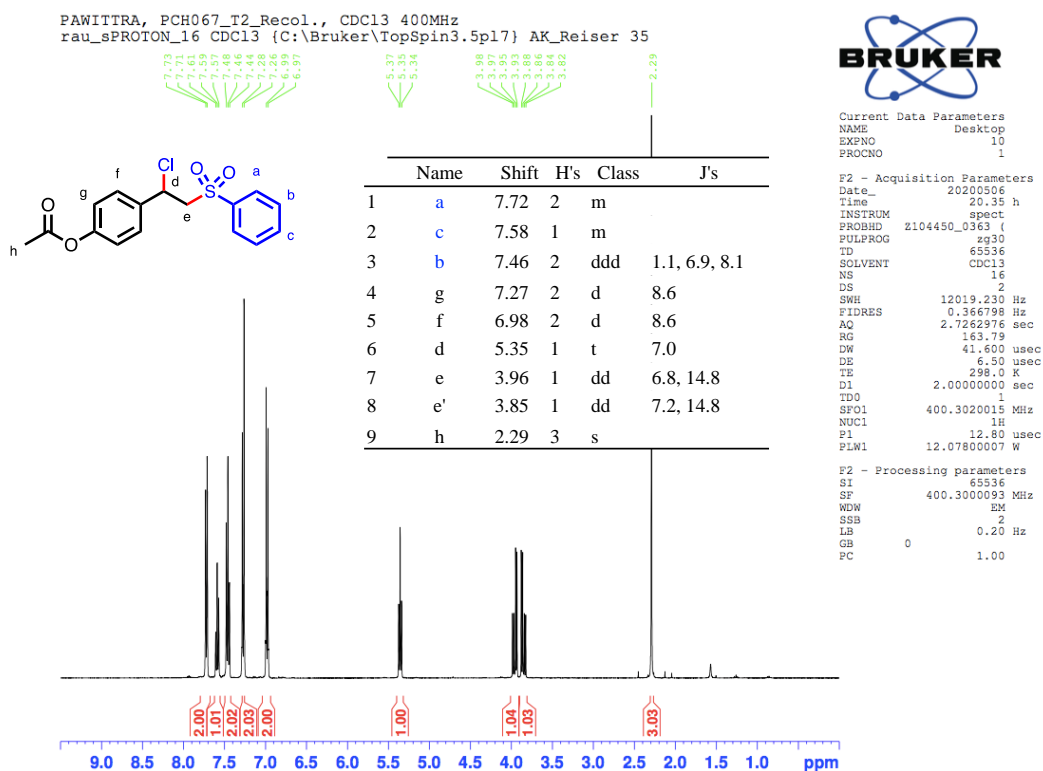 PAWITTRA, PCH067_T2_Recol., CDCl3 400MHz
rau_sPROTON_16 CDCl3 {C:\Bruker\TopSpin3.5pl7} AK_Reiser 35
7.73
7.71
7.61
7.59
7.57
7.48
7.46
7.44
7.28
7.26
6.99
6.97
5.37
5.35
5.34
3.98
3.97
3.95
3.93
3.88
3.86
3.84
3.82
2.29
BRUKER
Current Data Parameters
NAME Desktop
EXPNO 10
PROCNO 1
F2 - Acquisition Parameters
Date_ 20200506
Time 20.35 h
INSTRUM spect
PROBHD Z104450_0363 (
PULPROG zg30
TD 65536
SOLVENT CDCl3
NS 16
DS 2
SWH 12019.230 Hz
FIDRES 0.366798 Hz
AQ 2.7262976 sec
RG 163.79
DW 41.600 usec
DE 6.50 usec
TE 298.0 K
D1 2.00000000 sec
TD0 1
SFO1 400.3020015 MHz
NUC1 1H
P1 12.80 usec
PLW1 12.07800007 W
F2 - Processing parameters
SI 65536
SF 400.3000093 MHz
WDW EM
SSB 2
LB 0.20 Hz
GB 0
PC 1.00
Cl
O O
f
d
S
a
g
b
e
O
c
h
O
Name Shift H's Class J's
1 a 7.72 2 m
2 c 7.58 1 m
3 b 7.46 2 ddd 1.1, 6.9, 8.1
4 g 7.27 2 d 8.6
5 f 6.98 2 d 8.6
6 d 5.35 1 t 7.0
7 e 3.96 1 dd 6.8, 14.8
8 e' 3.85 1 dd 7.2, 14.8
9 h 2.29 3 s
2.00
1.01
2.02
2.03
2.00
1.00
1.04
1.03
3.03
9.0 8.5 8.0 7.5 7.0 6.5 6.0 5.5 5.0 4.5 4.0 3.5 3.0 2.5 2.0 1.5 1.0 ppm